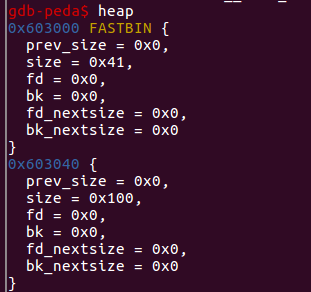 gdb-peda$ heap
0x603000 FASTBIN {
  prev_size = 0x0,
  size = 0x41,
  fd = 0x0,
  bk = 0x0,
  fd_nextsize = 0x0,
  bk_nextsize = 0x0
}
0x603040 {
  prev_size = 0x0,
  size = 0x100,
  fd = 0x0,
  bk = 0x0,
  fd_nextsize = 0x0,
  bk_nextsize = 0x0
}